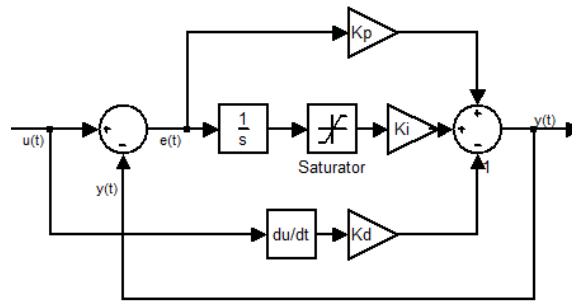 Kp
u(t)
e(t)
1
s
Saturator
Ki
y(t)
1
y(t)
du/dt
Kd